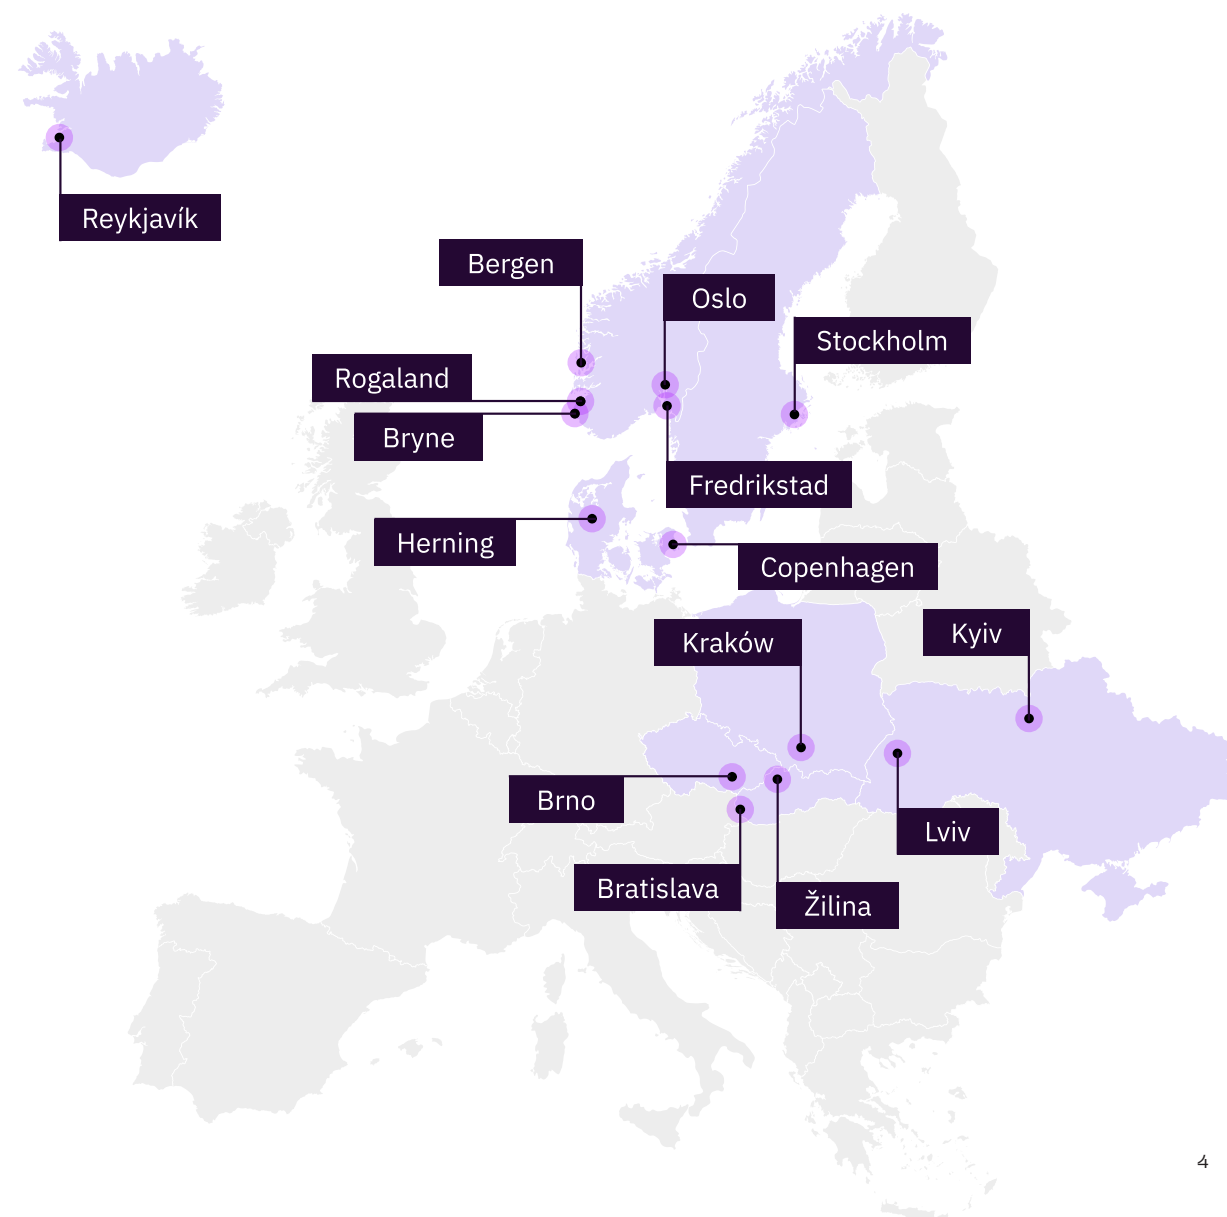 Reykjavík
Bergen
Oslo
Stockholm
Rogaland
Bryne
Fredrikstad
Herning
Copenhagen
Kyiv
Kraków
Brno
Lviv
Bratislava
Žilina
4